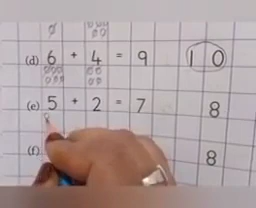 (d) 6 + 4 = 9 10
(e) 5 + 2 = 7 8
(f) 8